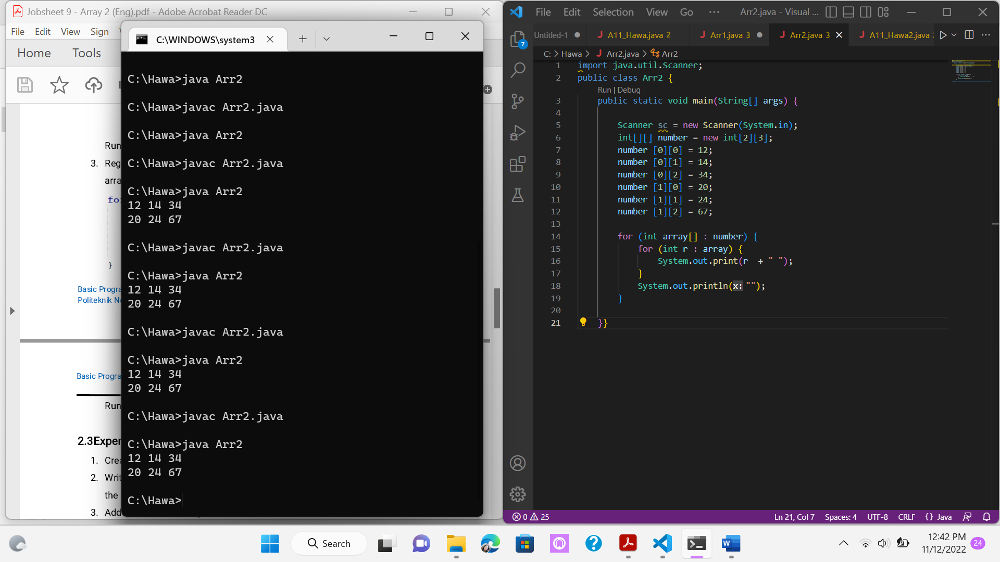 Jobsheet 9 - Array 2 (Eng).pdf - Adobe Acrobat Reader DC
File Edit View Sign
Home Tools
Run
3. Reg
arra
for
}
Basic Progra
Politeknik Ne
Basic Progra
Run
2.3Exper
1. Crea
2. Writ
the
3. Add
C:\WINDOWS\system3
C:\Hawa>java Arr2
C:\Hawa>javac Arr2.java
C:\Hawa>java Arr2
C:\Hawa>javac Arr2.java
C:\Hawa>java Arr2
12 14 34
20 24 67
C:\Hawa>javac Arr2.java
C:\Hawa>java Arr2
12 14 34
20 24 67
C:\Hawa>javac Arr2.java
C:\Hawa>java Arr2
12 14 34
20 24 67
C:\Hawa>javac Arr2.java
C:\Hawa>java Arr2
12 14 34
20 24 67
C:\Hawa>
File Edit Selection View Go ··· Arr2.java - Visual ...
7
Untitled-1 J A11_Hawa.java 2 J Arr1.java 3 J Arr2.java 3 J A11_Hawa2.java
C: > Hawa > J Arr2.java > Arr2
1 import java.util.Scanner;
2 public class Arr2 {
Run | Debug
3 public static void main(String[] args) {
4
5 Scanner sc = new Scanner(System.in);
6 int[][] number = new int[2][3];
7 number [0][0] = 12;
8 number [0][1] = 14;
9 number [0][2] = 34;
10 number [1][0] = 20;
11 number [1][1] = 24;
12 number [1][2] = 67;
13
14 for (int array[] : number) {
15 for (int r : array) {
16 System.out.print(r  + " ");
17 }
18 System.out.println(x: "");
19 }
20
21 }}
0 25 Ln 21, Col 7 Spaces: 4 UTF-8 CRLF {} Java
Search
12:42 PM
11/12/2022
24